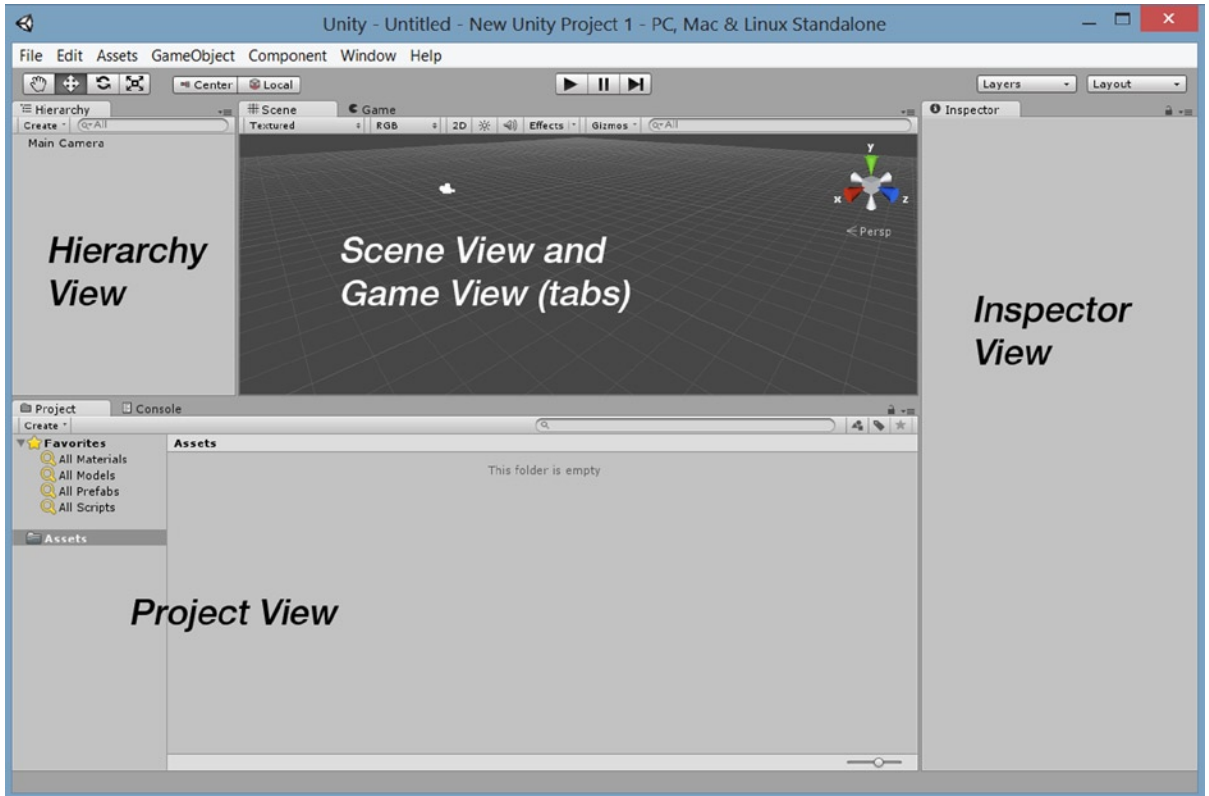 Unity - Untitled - New Unity Project 1 - PC, Mac & Linux Standalone
File Edit Assets GameObject Component Window Help
Center Local Layers Layout
Hierarchy
Create All
Main Camera
Hierarchy
View
Scene Game
Textured RGB 2D Effects Gizmos All
y
x z
Persp
Scene View and
Game View (tabs)
Inspector
Inspector
View
Project Console
Create
Favorites
All Materials
All Models
All Prefabs
All Scripts
Assets
Assets
This folder is empty
Project View